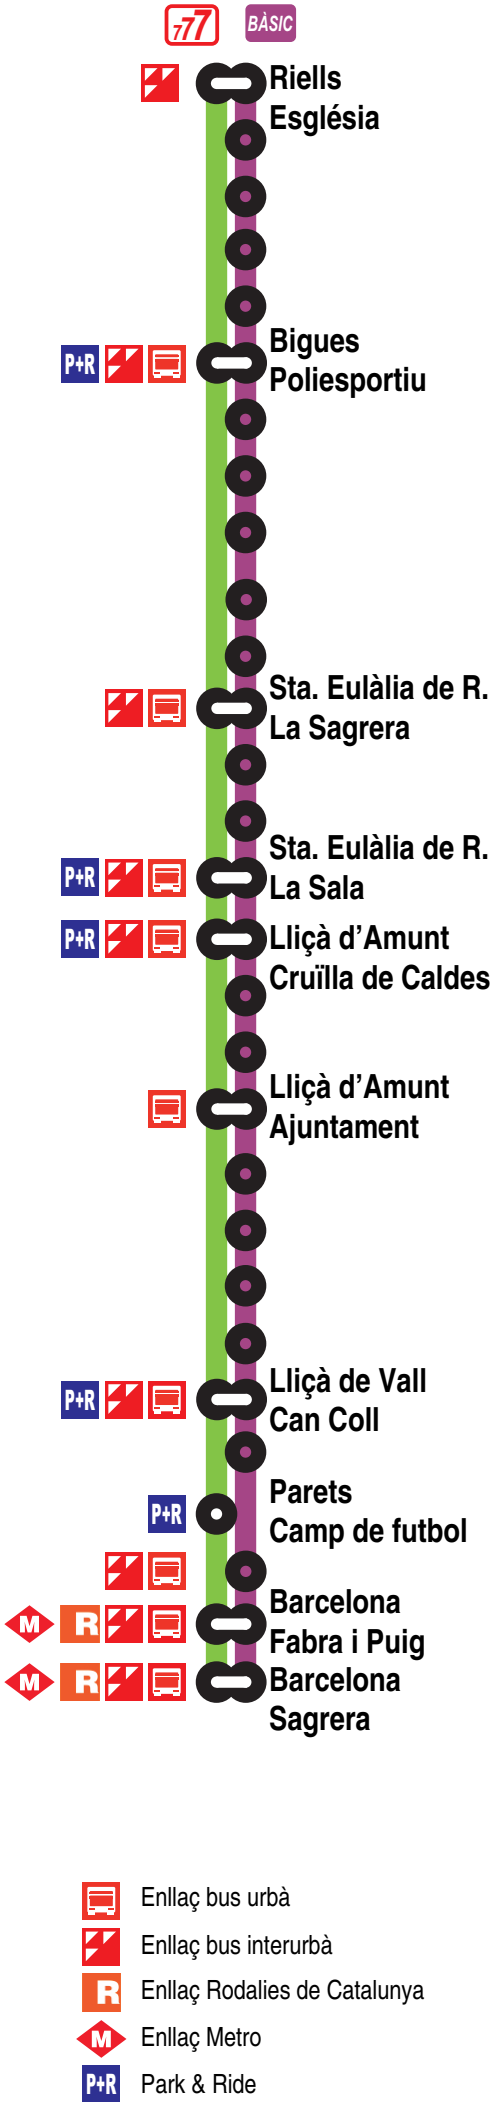 777 BÀSIC
Riells
Església
P+R
Bigues
Poliesportiu
Sta. Eulàlia de R.
La Sagrera
P+R
Sta. Eulàlia de R.
La Sala
P+R
Lliçà d’Amunt
Cruïlla de Caldes
Lliçà d’Amunt
Ajuntament
P+R
Lliçà de Vall
Can Coll
P+R
Parets
Camp de futbol
M R
Barcelona
Fabra i Puig
M R
Barcelona
Sagrera
Enllaç bus urbà
Enllaç bus interurbà
R Enllaç Rodalies de Catalunya
M Enllaç Metro
P+R Park & Ride